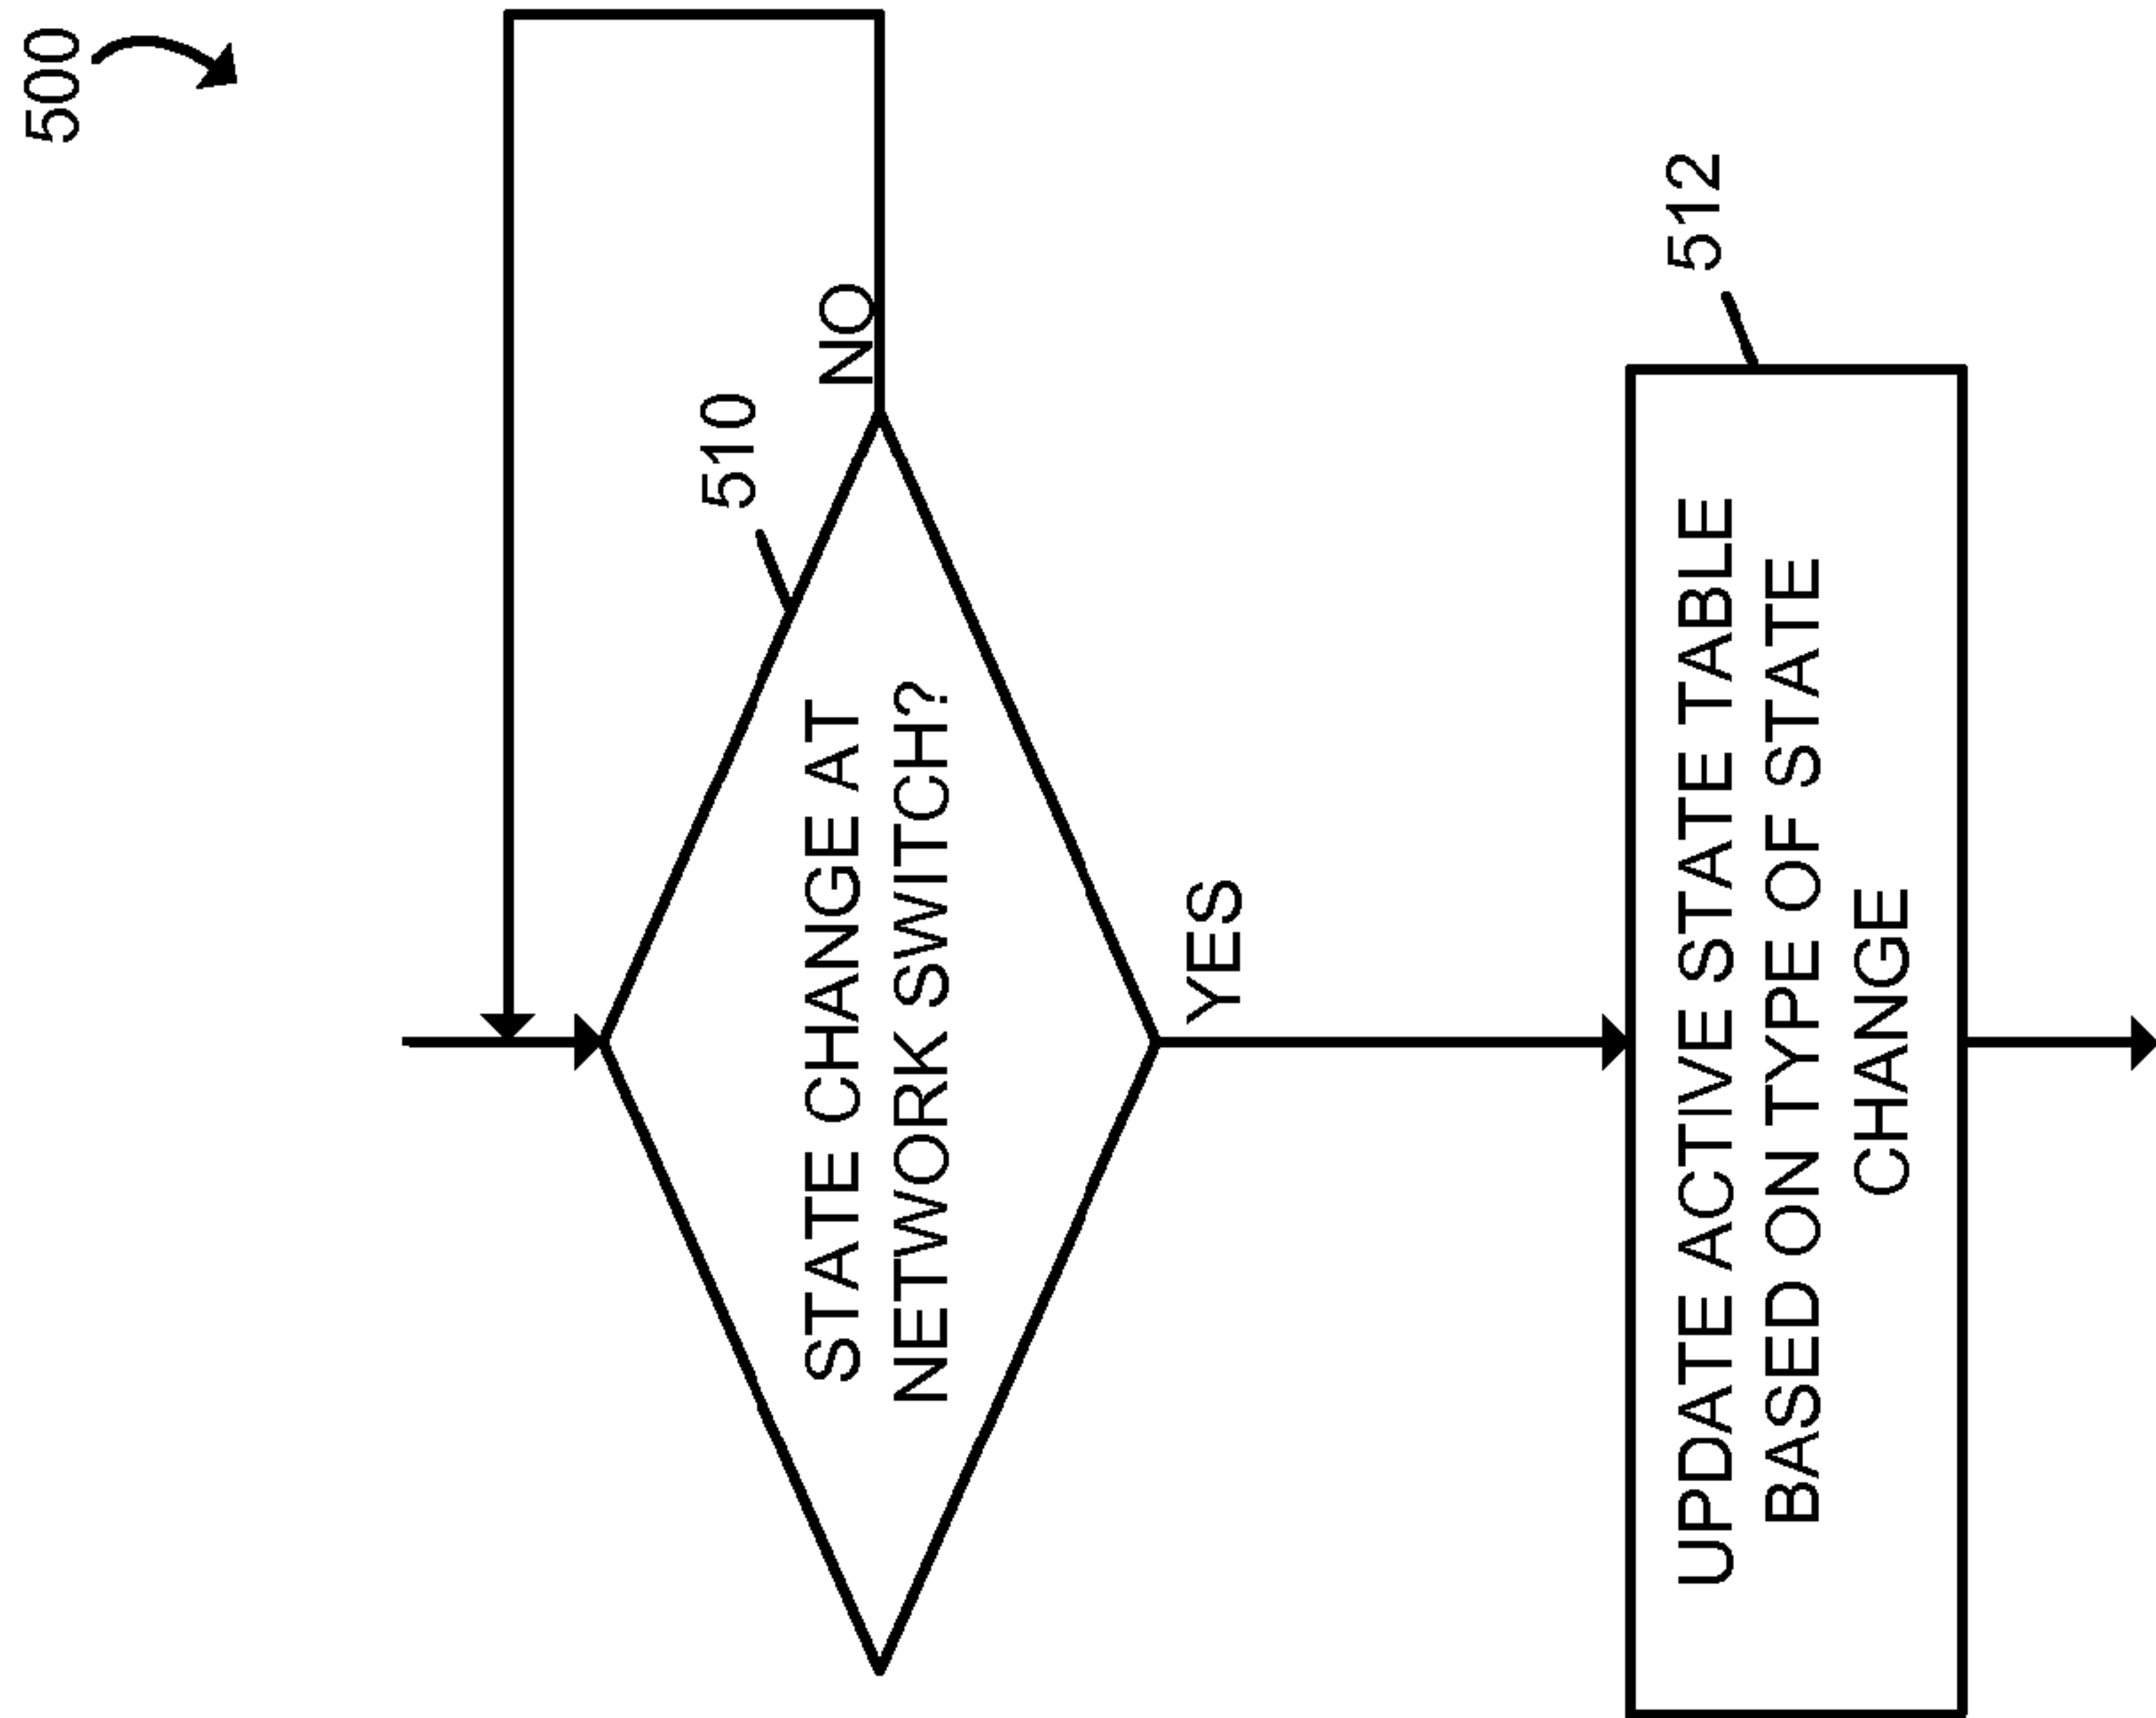 5000
510
NO
STATE CHANGE AT
NETWORK SWITCH?
YES
512
UPDATE ACTIVE STATE TABLE
BASED ON TYPE OF STATE
CHANGE